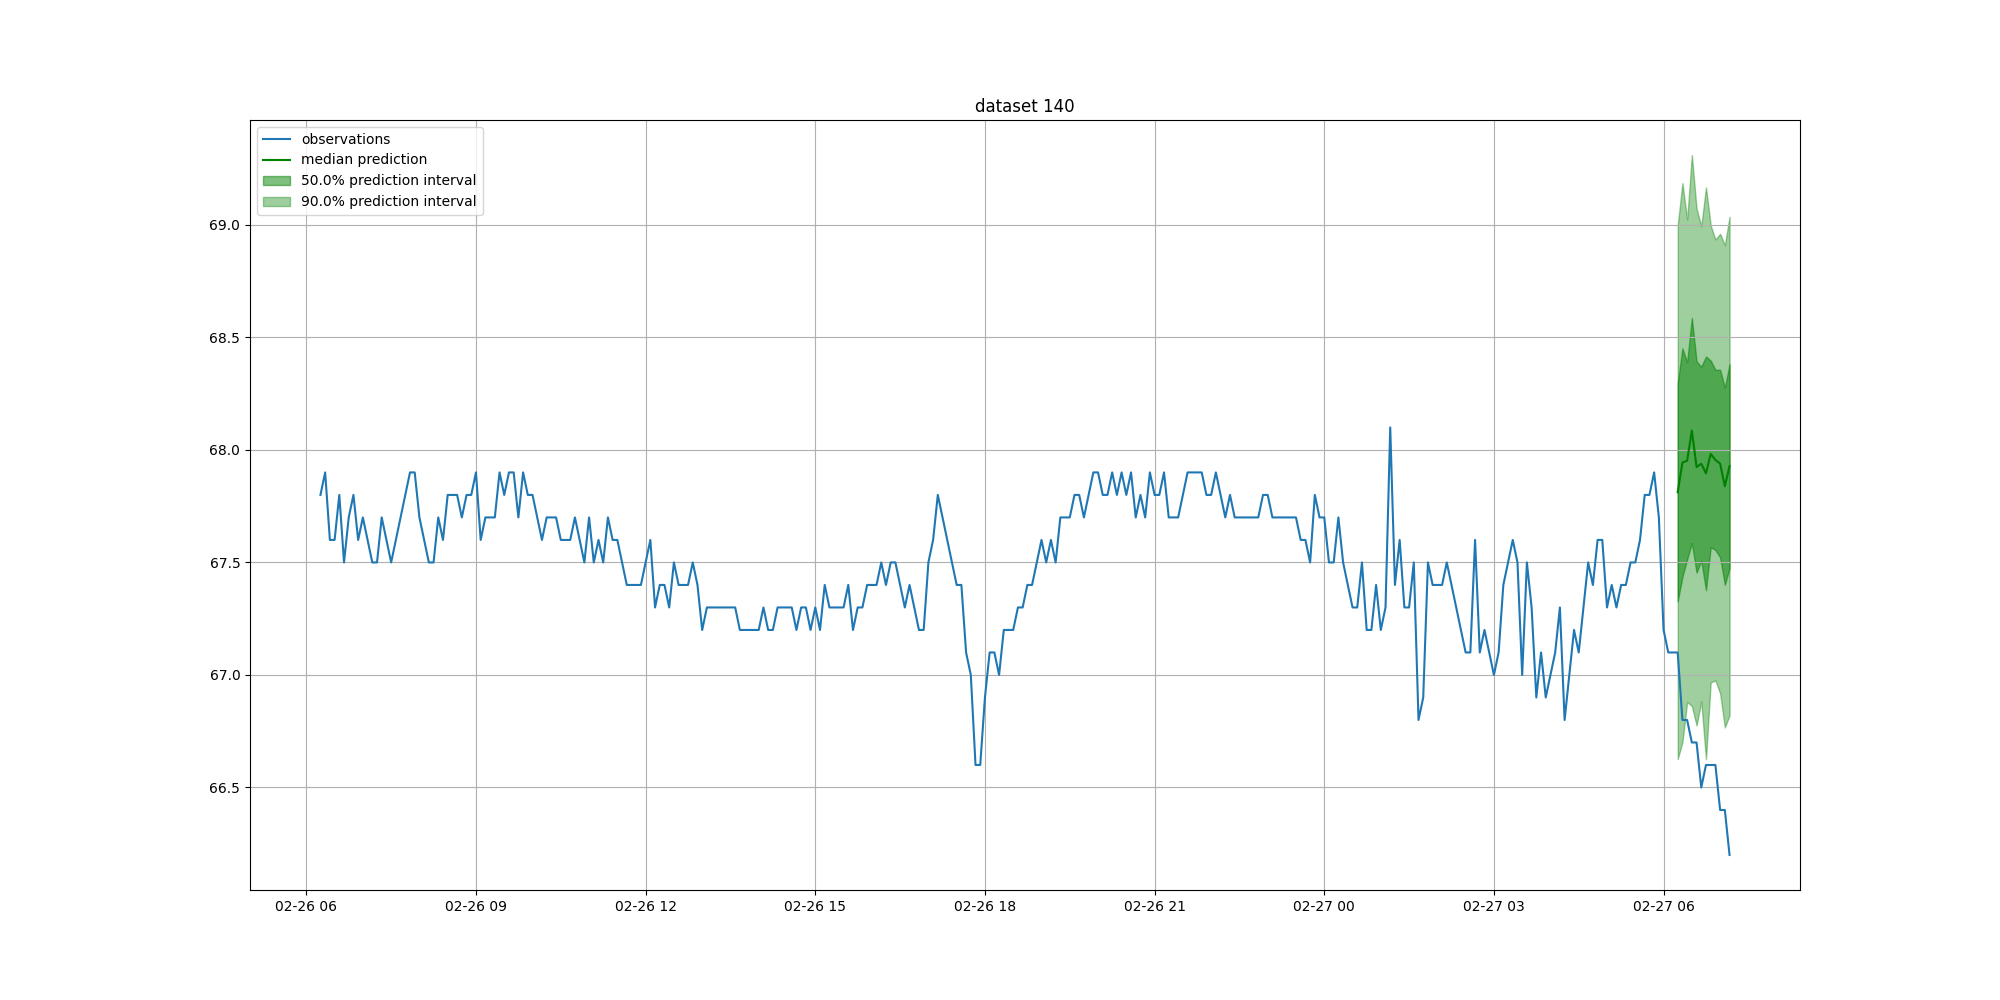 dataset 140
observations
median prediction
50.0% prediction interval
90.0% prediction interval
69.0
68.5
68.0
67.5
67.0
66.5
02-26 06 02-26 09 02-26 12 02-26 15 02-26 18 02-26 21 02-27 00 02-27 03 02-27 06